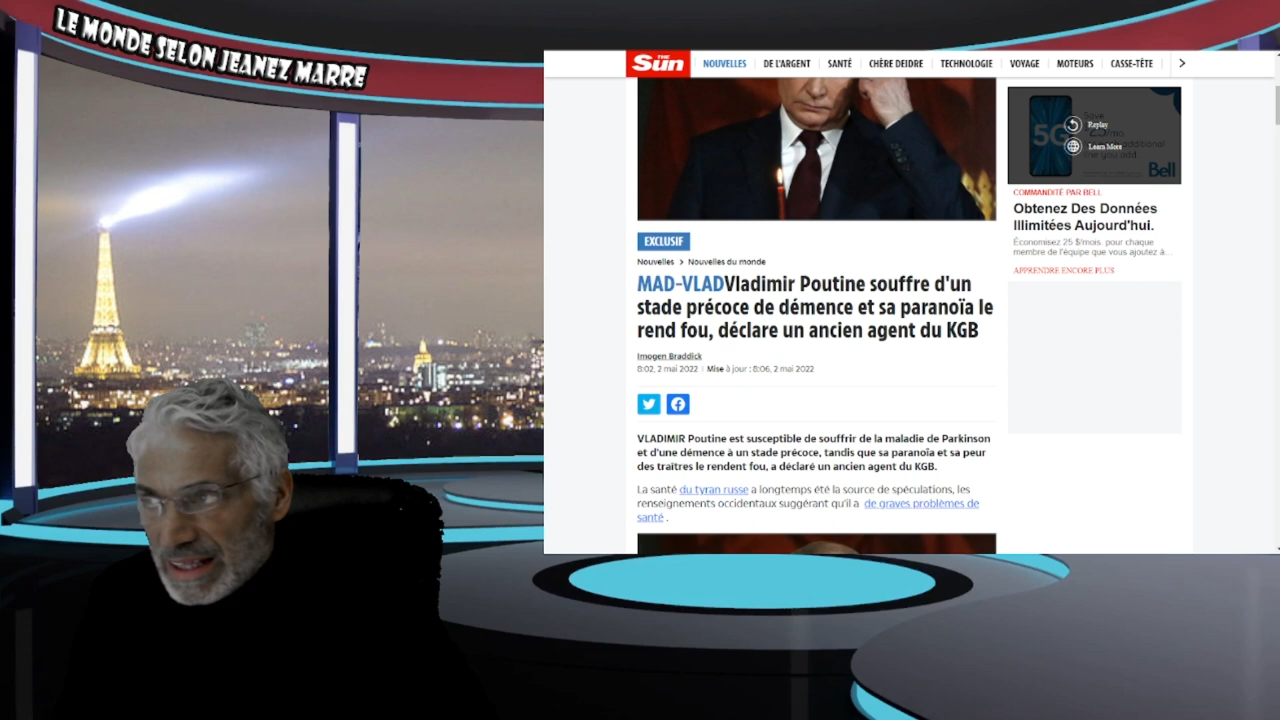 LE MONDE SELON JEANEZ MARRE
THE Sun
NOUVELLES DE L'ARGENT SANTÉ CHÈRE DEIDRE TECHNOLOGIE VOYAGE MOTEURS CASSE-TÊTE
Replay
Learn More
5G
Bell
COMMANDITÉ PAR BELL
Obtenez Des Données
Illimitées Aujourd'hui.
Économisez 25 $/mois pour chaque
membre de l'équipe que vous ajoutez à...
APPRENDRE ENCORE PLUS
EXCLUSIF
Nouvelles > Nouvelles du monde
MAD-VLADVladimir Poutine souffre d'un
stade précoce de démence et sa paranoïa le
rend fou, déclare un ancien agent du KGB
Imogen Braddick
8:02, 2 mai 2022 | Mise à jour : 8:06, 2 mai 2022
VLADIMIR Poutine est susceptible de souffrir de la maladie de Parkinson
et d'une démence à un stade précoce, tandis que sa paranoïa et sa peur
des traîtres le rendent fou, a déclaré un ancien agent du KGB.
La santé du tyran russe a longtemps été la source de spéculations, les
renseignements occidentaux suggérant qu'il a de graves problèmes de
santé .